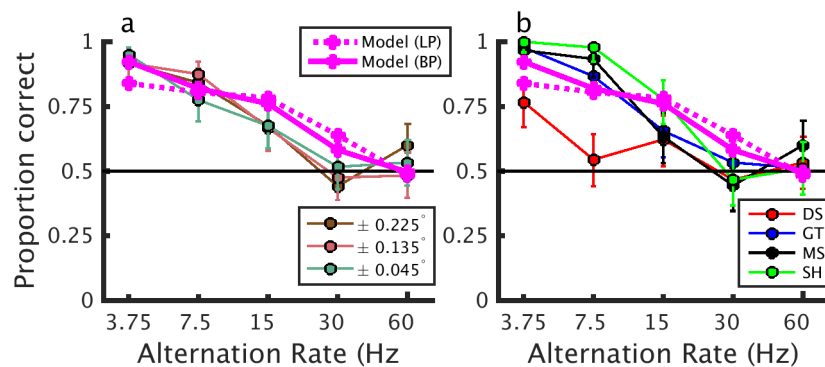 a
b
Model (LP)
Model (BP)
Proportion correct
1
0.75
0.5
0.25
0
1
0.75
0.5
0.25
0
± 0.225°
± 0.135°
± 0.045°
DS
GT
MS
SH
3.75 7.5 15 30 60
3.75 7.5 15 30 60
Alternation Rate (Hz
Alternation Rate (Hz)